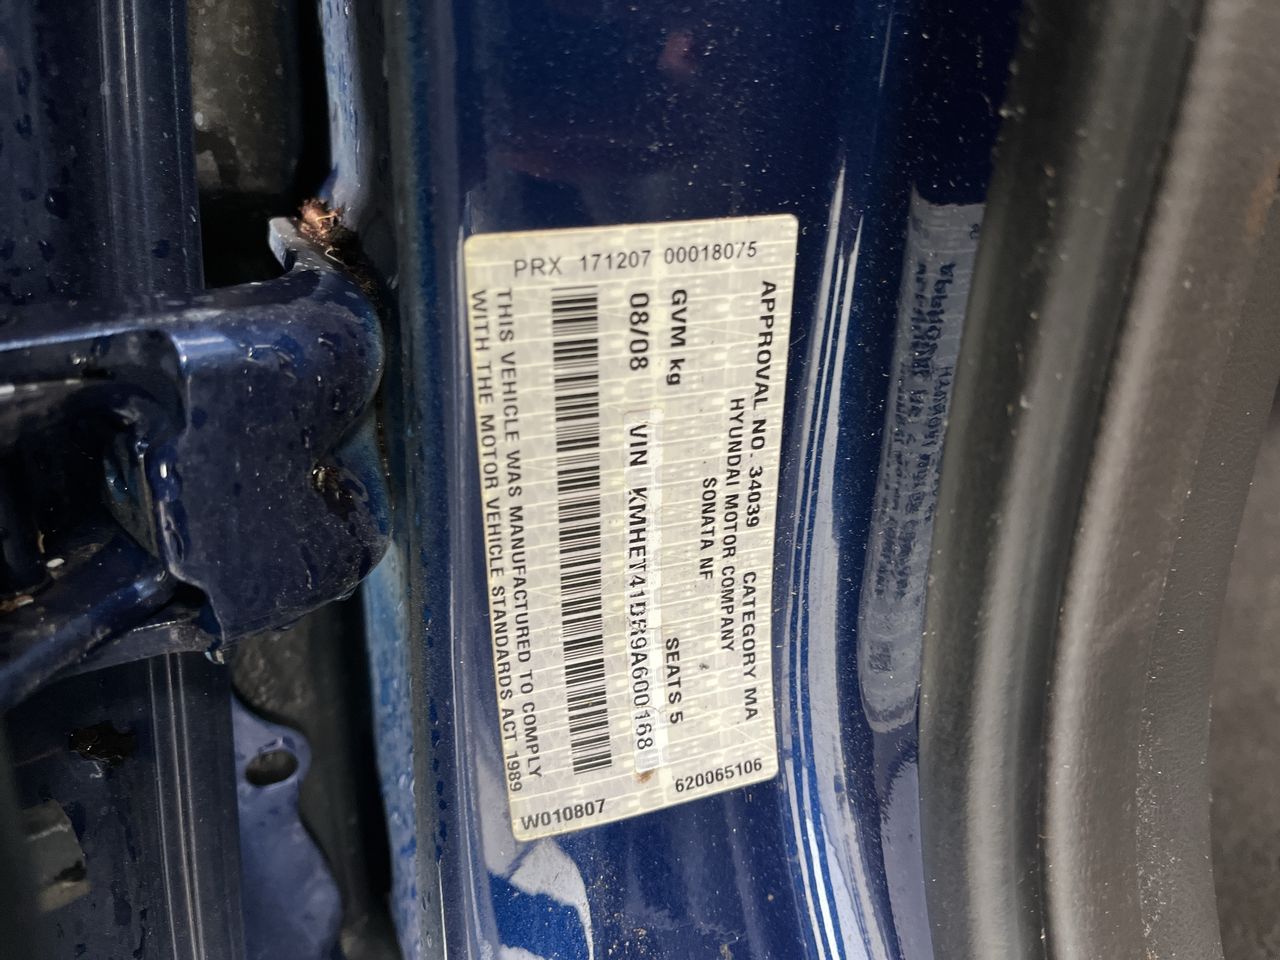 PRX 171207 00018075
APPROVAL NO. 34039 CATEGORY MA
HYUNDAI MOTOR COMPANY
SONATA NF
GVM kg SEATS 5
08/08 VIN KMHET41DR9A600168
THIS VEHICLE WAS MANUFACTURED TO COMPLY
WITH THE MOTOR VEHICLE STANDARDS ACT 1989
W010807 620065106